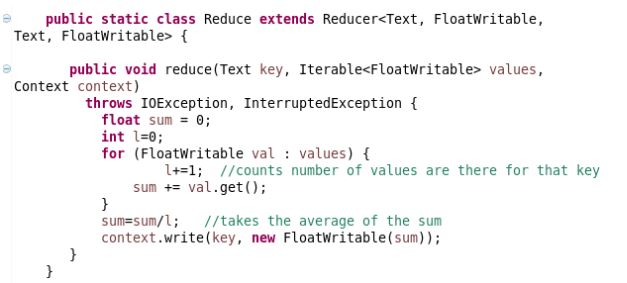 public static class Reduce extends Reducer<Text, FloatWritable,
Text, FloatWritable> {
public void reduce(Text key, Iterable<FloatWritable> values,
Context context)
throws IOException, InterruptedException {
float sum = 0;
int l=0;
for (FloatWritable val : values) {
l+=1;  //counts number of values are there for that key
sum += val.get();
}
sum=sum/l;   //takes the average of the sum
context.write(key, new FloatWritable(sum));
}
}